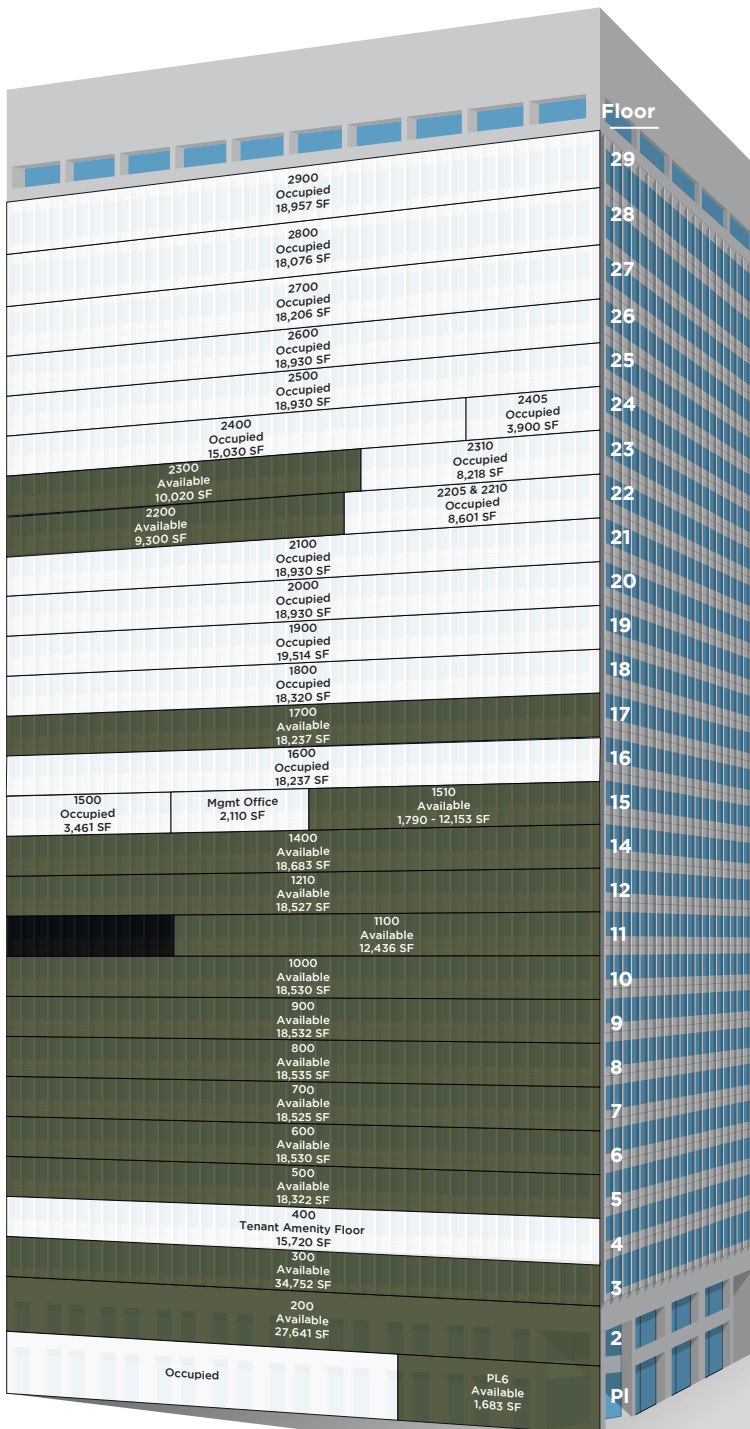 Floor
2900
Occupied
18,957 SF
29
2800
Occupied
18,076 SF
28
2700
Occupied
18,206 SF
27
2600
Occupied
18,930 SF
26
2500
Occupied
18,930 SF
25
2400
Occupied
15,030 SF
2405
Occupied
3,900 SF
24
2300
Available
10,020 SF
2310
Occupied
8,218 SF
23
2200
Available
9,300 SF
2205 & 2210
Occupied
8,601 SF
22
2100
Occupied
18,930 SF
21
2000
Occupied
18,930 SF
20
1900
Occupied
19,514 SF
19
1800
Occupied
18,320 SF
18
1700
Available
18,237 SF
17
1600
Occupied
18,237 SF
16
1500
Occupied
3,461 SF
Mgmt Office
2,110 SF
1510
Available
1,790 - 12,153 SF
15
1400
Available
18,683 SF
14
1210
Available
18,527 SF
12
1100
Available
12,436 SF
11
1000
Available
18,530 SF
10
900
Available
18,532 SF
9
800
Available
18,535 SF
8
700
Available
18,525 SF
7
600
Available
18,530 SF
6
500
Available
18,322 SF
5
400
Tenant Amenity Floor
15,720 SF
4
300
Available
34,752 SF
3
200
Available
27,641 SF
2
Occupied
PL6
Available
1,683 SF
Pl